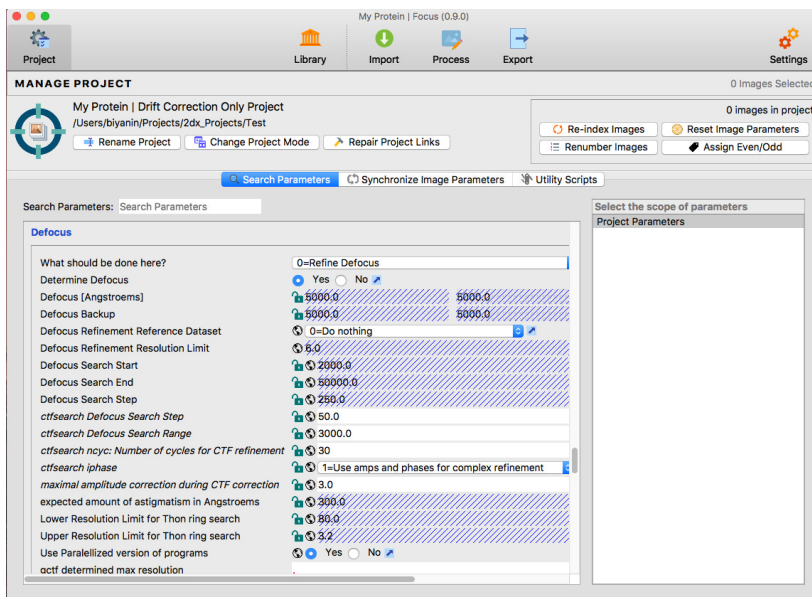 My Protein | Focus (0.9.0)
Project
Library
Import
Process
Export
Settings
MANAGE PROJECT
0 Images Selected
My Protein | Drift Correction Only Project
/Users/biyanin/Projects/2dx_Projects/Test
Rename Project
Change Project Mode
Repair Project Links
0 images in project
Re-index Images
Reset Image Parameters
Renumber Images
Assign Even/Odd
Search Parameters
Synchronize Image Parameters
Utility Scripts
Search Parameters: Search Parameters
Select the scope of parameters
Project Parameters
Defocus
What should be done here? 0=Refine Defocus
Determine Defocus Yes No
Defocus [Angstroems] 5000.0 5000.0
Defocus Backup 5000.0 5000.0
Defocus Refinement Reference Dataset 0=Do nothing
Defocus Refinement Resolution Limit 6.0
Defocus Search Start 2000.0
Defocus Search End 50000.0
Defocus Search Step 250.0
ctfsearch Defocus Search Step 50.0
ctfsearch Defocus Search Range 3000.0
ctfsearch ncyc: Number of cycles for CTF refinement 30
ctfsearch iphase 1=Use amps and phases for complex refinement
maximal amplitude correction during CTF correction 3.0
expected amount of astigmatism in Angstroems 300.0
Lower Resolution Limit for Thon ring search 80.0
Upper Resolution Limit for Thon ring search 3.2
Use Paralellized version of programs Yes No
gctf determined max resolution